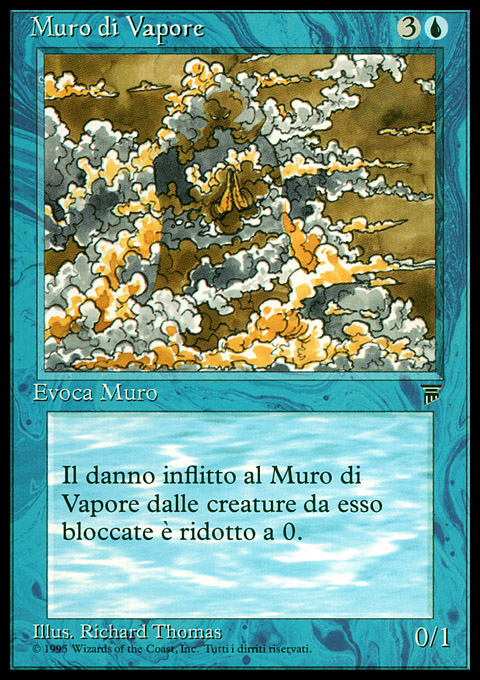 Muro di Vapore 3
Evoca Muro
Il danno inflitto al Muro di
Vapore dalle creature da esso
bloccate è ridotto a 0.
Illus. Richard Thomas
0/1
© 1995 Wizards of the Coast, Inc. Tutti i diritti riservati.